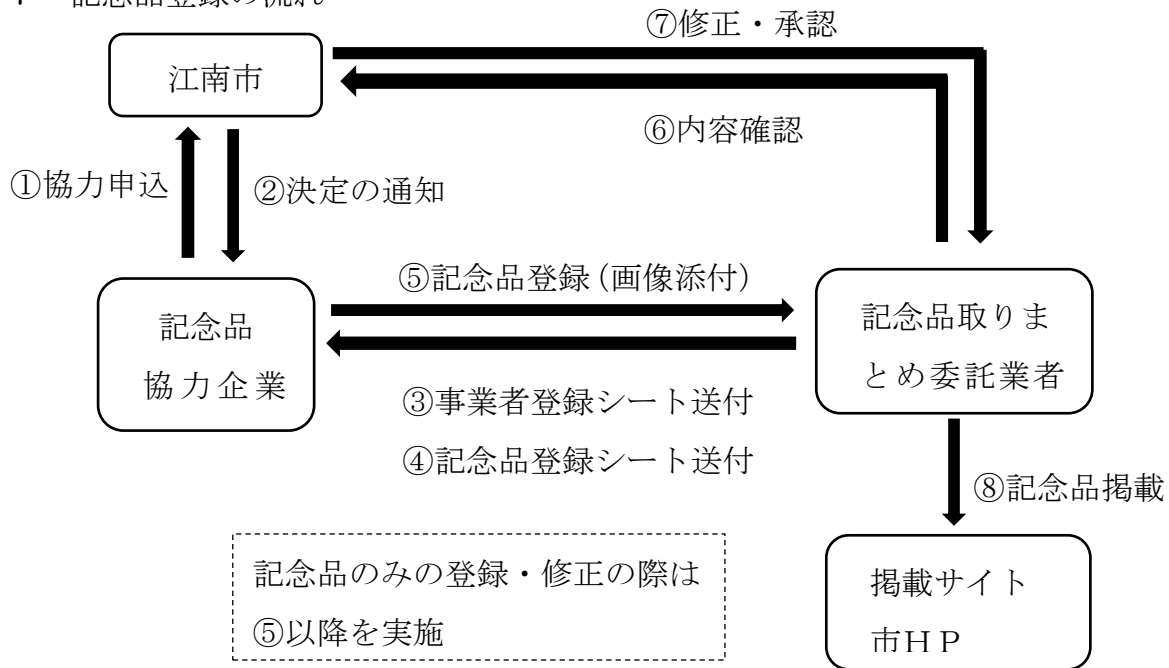 記念品登録の流れ
⑦修正・承認
江南市
⑥内容確認
①協力申込
②決定の通知
⑤記念品登録(画像添付)
記念品
協力企業
記念品取りま
とめ委託業者
③事業者登録シート送付
④記念品登録シート送付
⑧記念品掲載
記念品のみの登録・修正の際は
⑤以降を実施
掲載サイト
市HP